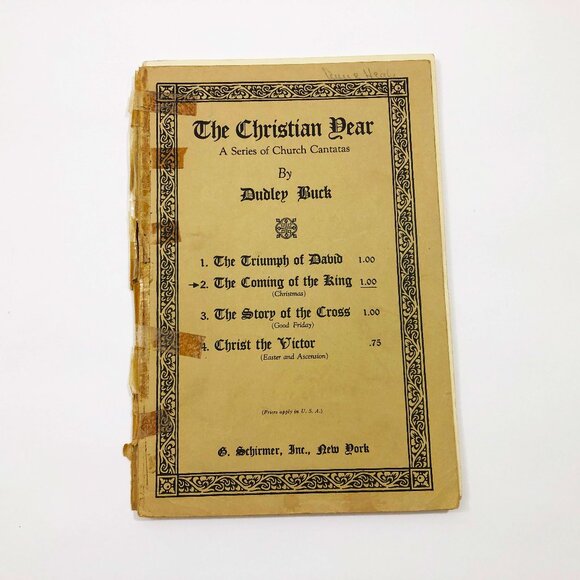 The Christian Year
A Series of Church Cantatas
By
Dudley Buck
1. The Triumph of David 1.00
→2. The Coming of the King 1.00
(Christmas)
3. The Story of the Cross 1.00
(Good Friday)
4. Christ the Victor .75
(Easter and Ascension)
(Prices apply in U. S. A.)
G. Schirmer, Inc., New York